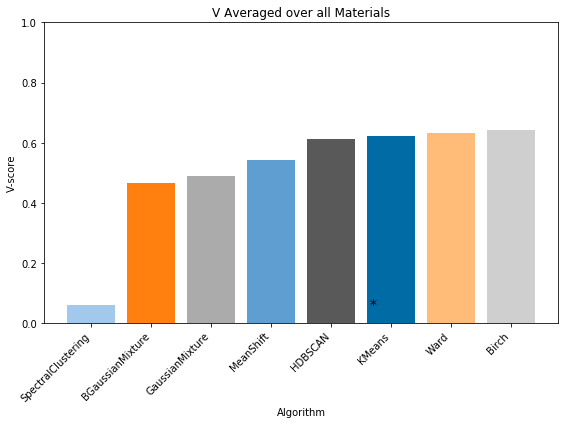 V Averaged over all Materials
V-score
1.0
0.8
0.6
0.4
0.2
0.0
*
SpectralClustering
BGaussianMixture
GaussianMixture
MeanShift
HDBSCAN
KMeans
Ward
Birch
Algorithm